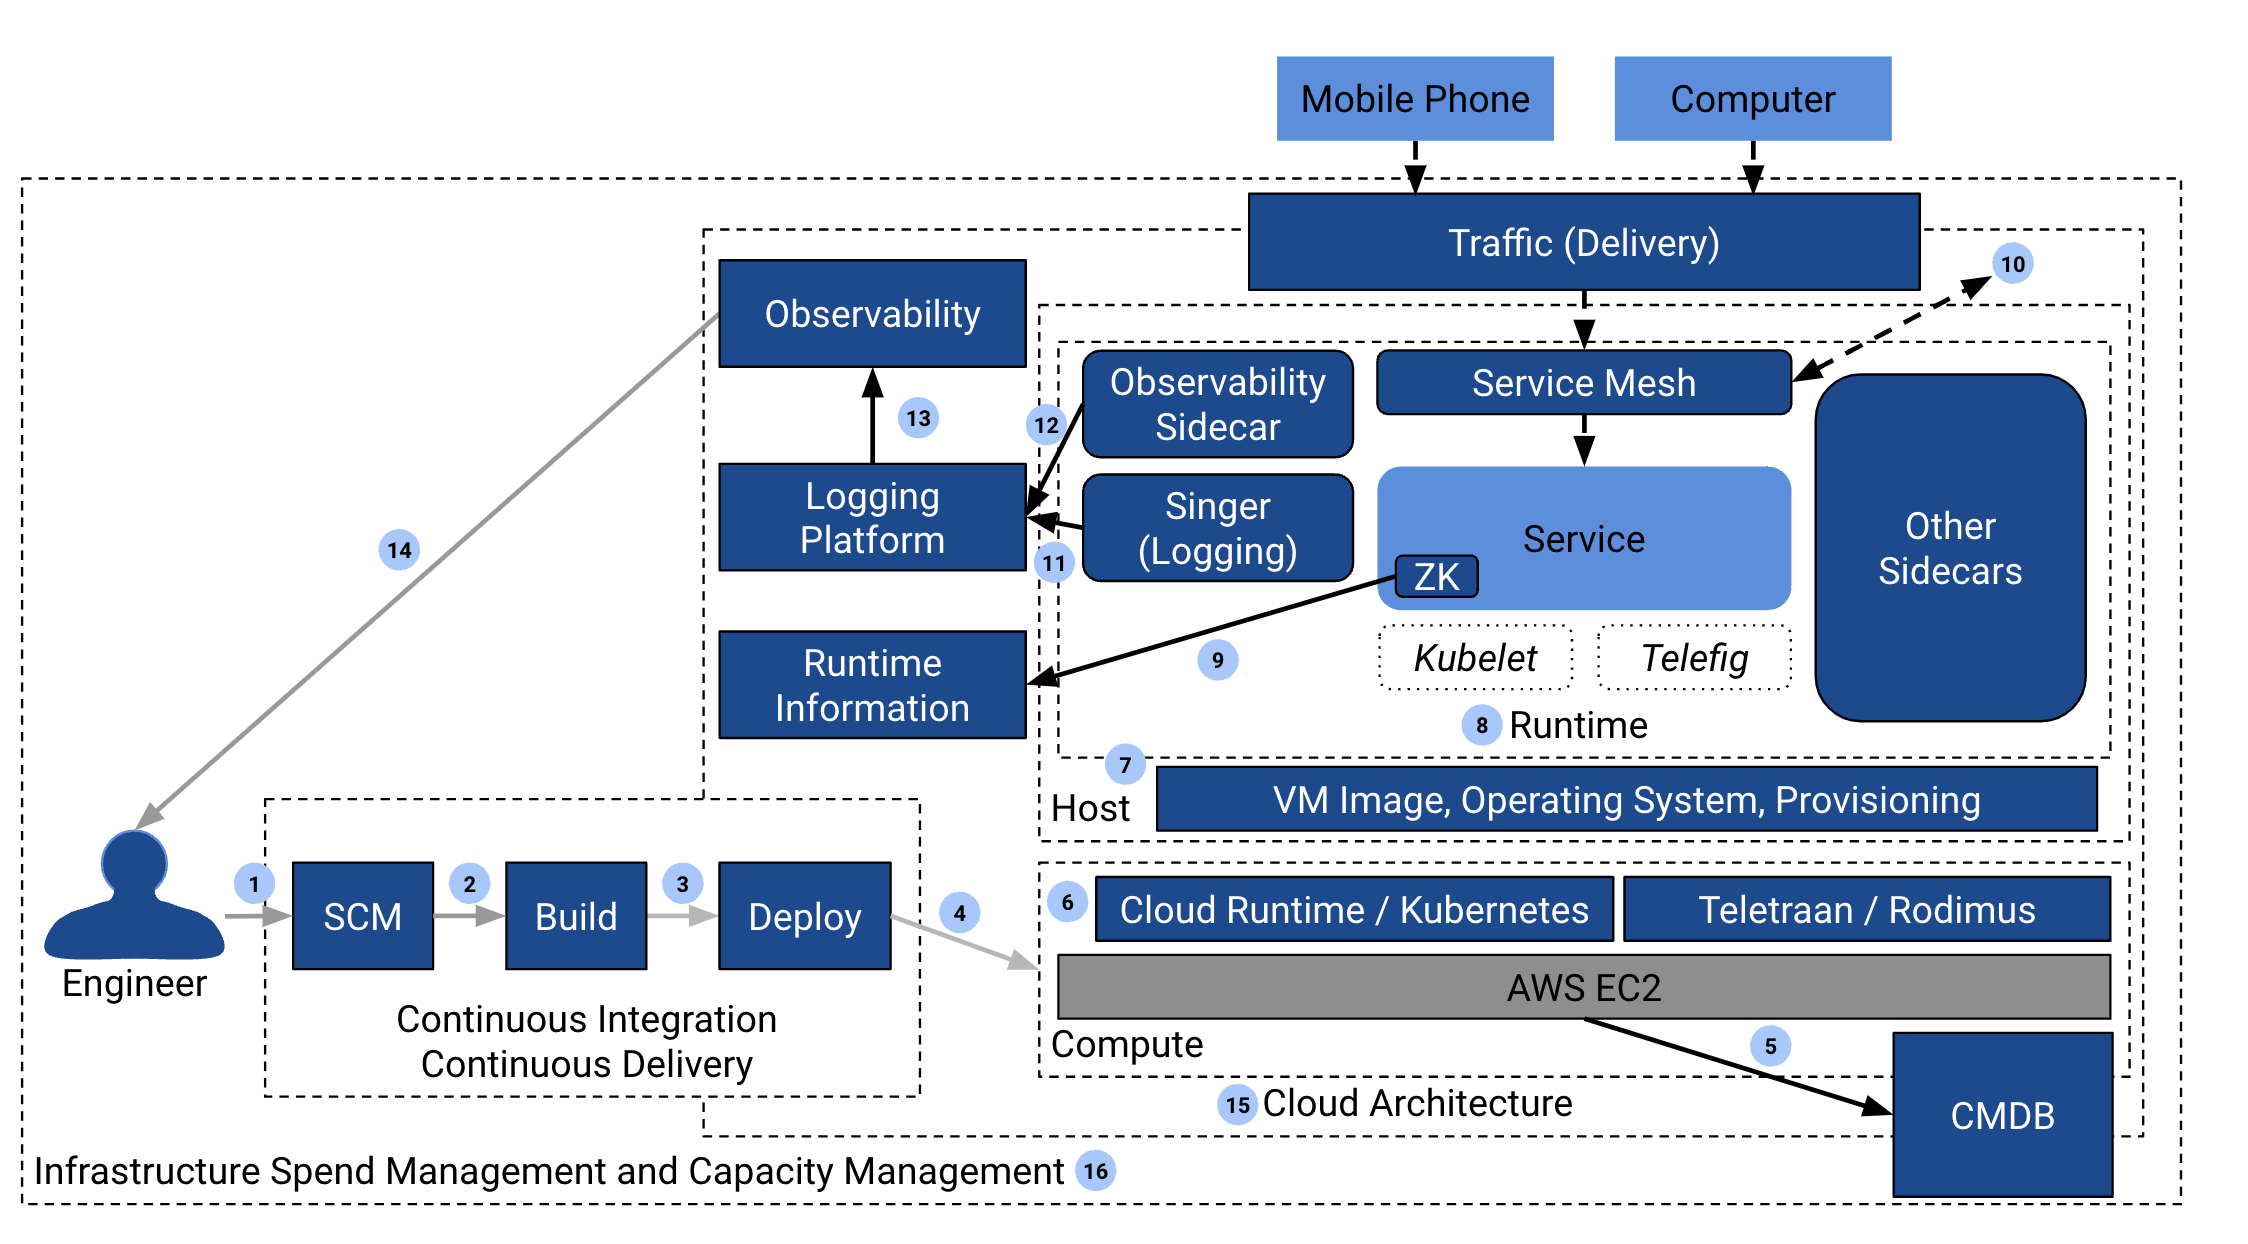 Mobile Phone
Computer
Traffic (Delivery)
10
Observability
Observability
Sidecar
Service Mesh
12
13
Logging
Platform
Singer
(Logging)
11
Service
ZK
Other
Sidecars
14
Runtime
Information
9
Kubelet
Telefig
8 Runtime
7
Host
VM Image, Operating System, Provisioning
1
SCM
2
Build
3
Deploy
4
Engineer
Continuous Integration
Continuous Delivery
6
Cloud Runtime / Kubernetes
Teletraan / Rodimus
AWS EC2
Compute
5
CMDB
15 Cloud Architecture
Infrastructure Spend Management and Capacity Management 16